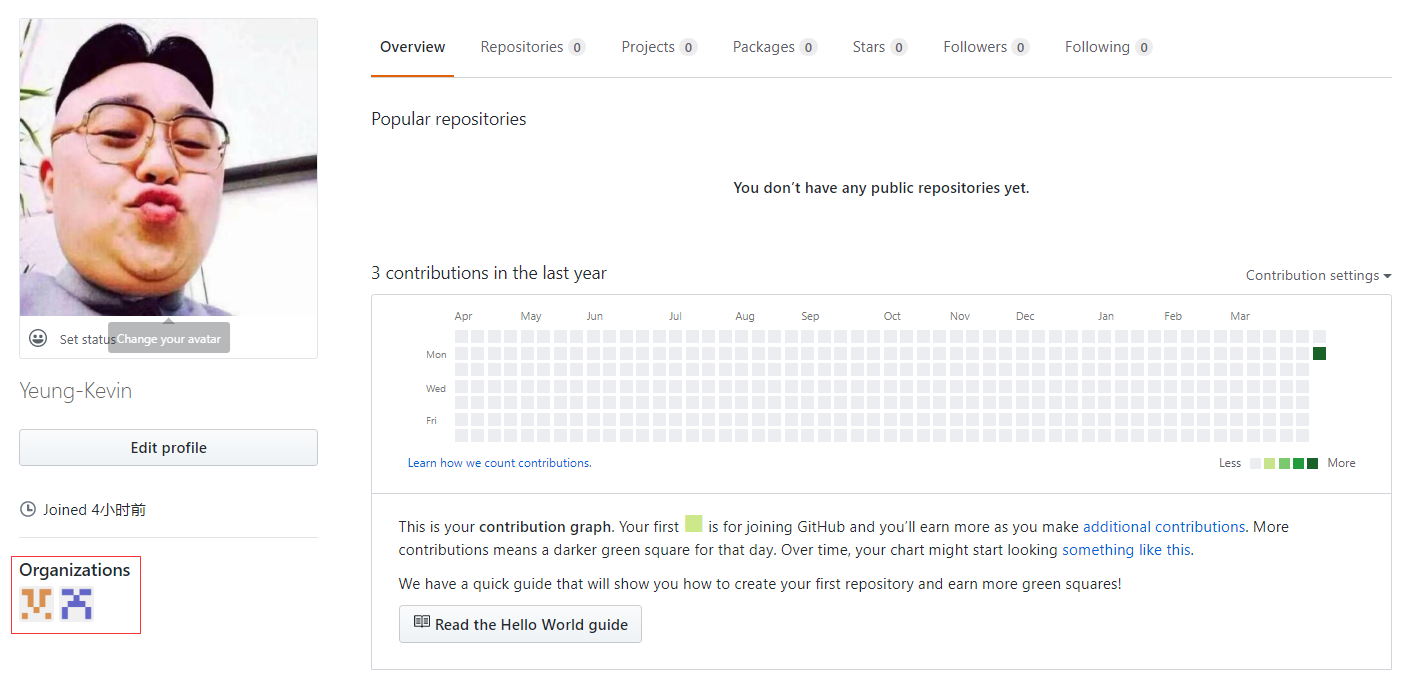 Overview Repositories 0 Projects 0 Packages 0 Stars 0 Followers 0 Following 0
Popular repositories
You don’t have any public repositories yet.
Set status
Change your avatar
Yeung-Kevin
Edit profile
Joined 4小时前
Organizations
3 contributions in the last year
Contribution settings
Apr May Jun Jul Aug Sep Oct Nov Dec Jan Feb Mar
Mon
Wed
Fri
Learn how we count contributions.
Less More
This is your contribution graph. Your first is for joining GitHub and you’ll earn more as you make additional contributions. More
contributions means a darker green square for that day. Over time, your chart might start looking something like this.
We have a quick guide that will show you how to create your first repository and earn more green squares!
Read the Hello World guide